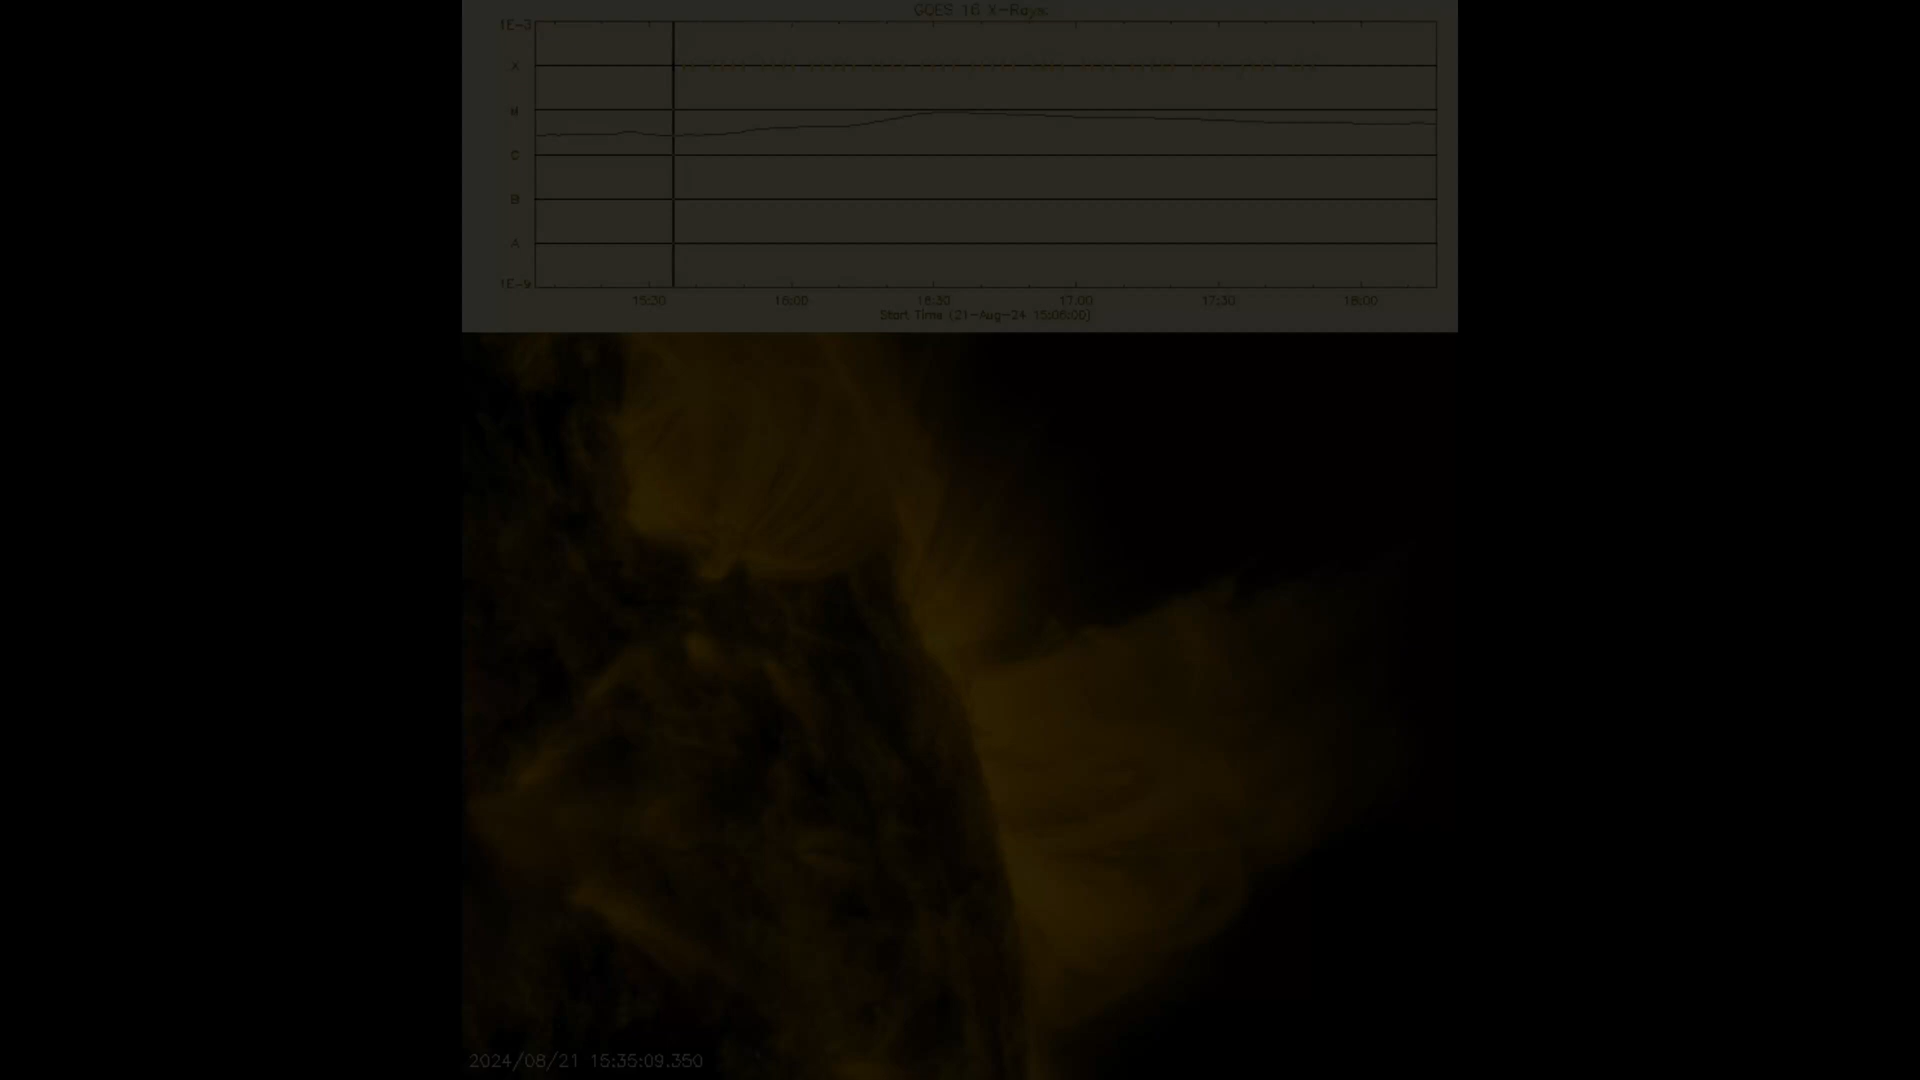 GOES 16 X-Rays
1E-3
X
M
C
B
A
1E-9
15:30 16:00 16:30 17:00 17:30 18:00
Start Time (21-Aug-24 15:06:00)
2024/08/21 15:35:09.350